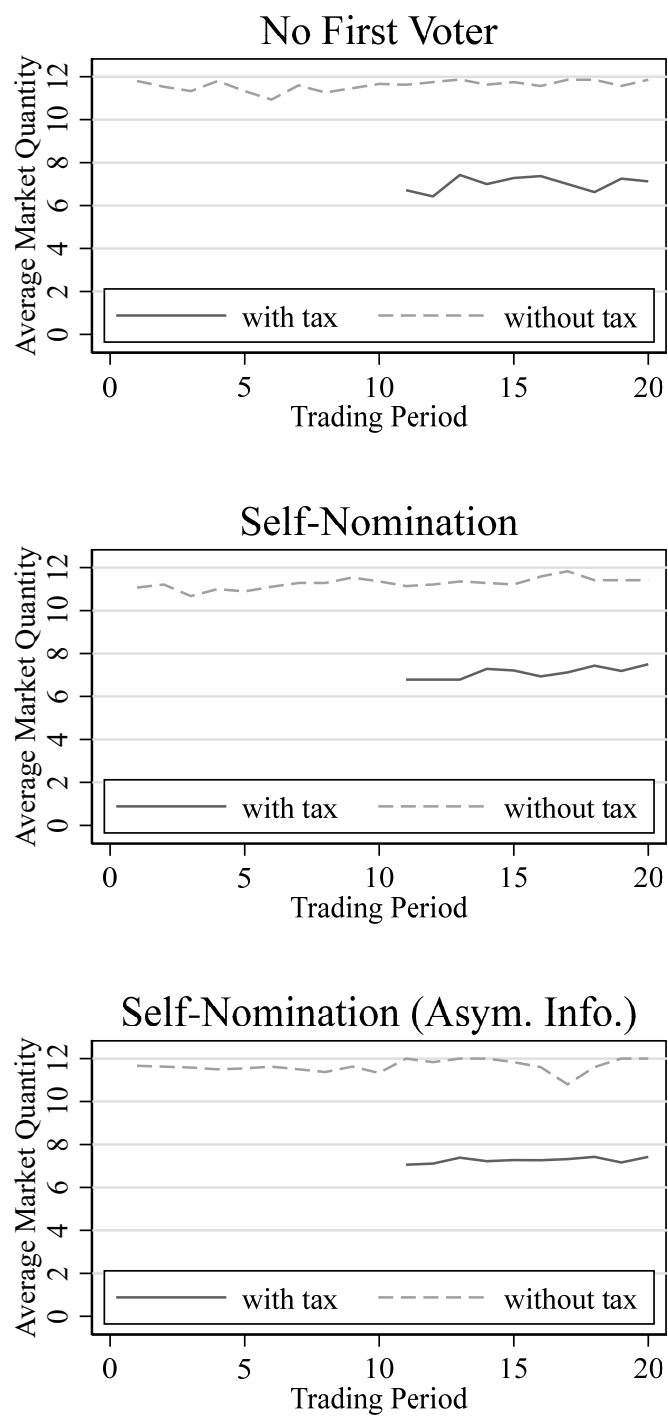 No First Voter
Average Market Quantity
12
10
8
6
4
2
0
with tax
without tax
0 5 10 15 20
Trading Period
Self-Nomination
Average Market Quantity
12
10
8
6
4
2
0
with tax
without tax
0 5 10 15 20
Trading Period
Self-Nomination (Asym. Info.)
Average Market Quantity
12
10
8
6
4
2
0
with tax
without tax
0 5 10 15 20
Trading Period